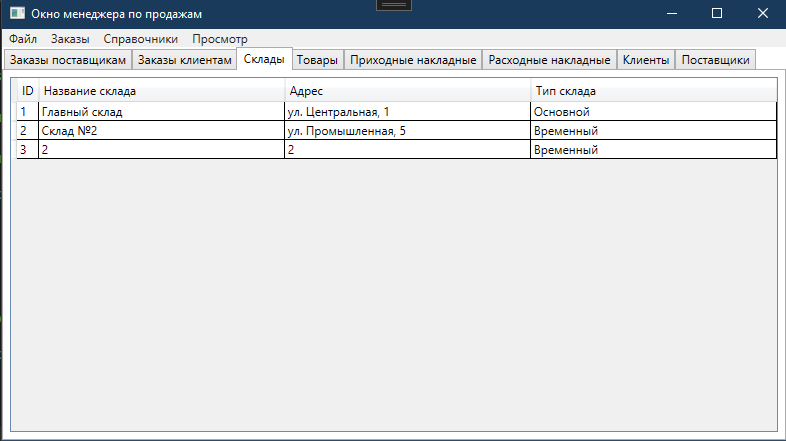 Окно менеджера по продажам
Файл Заказы Справочники Просмотр
Заказы поставщикам Заказы клиентам Склады Товары Приходные накладные Расходные накладные Клиенты Поставщики
ID Название склада Адрес Тип склада
1 Главный склад ул. Центральная, 1 Основной
2 Склад №2 ул. Промышленная, 5 Временный
3 2 2 Временный